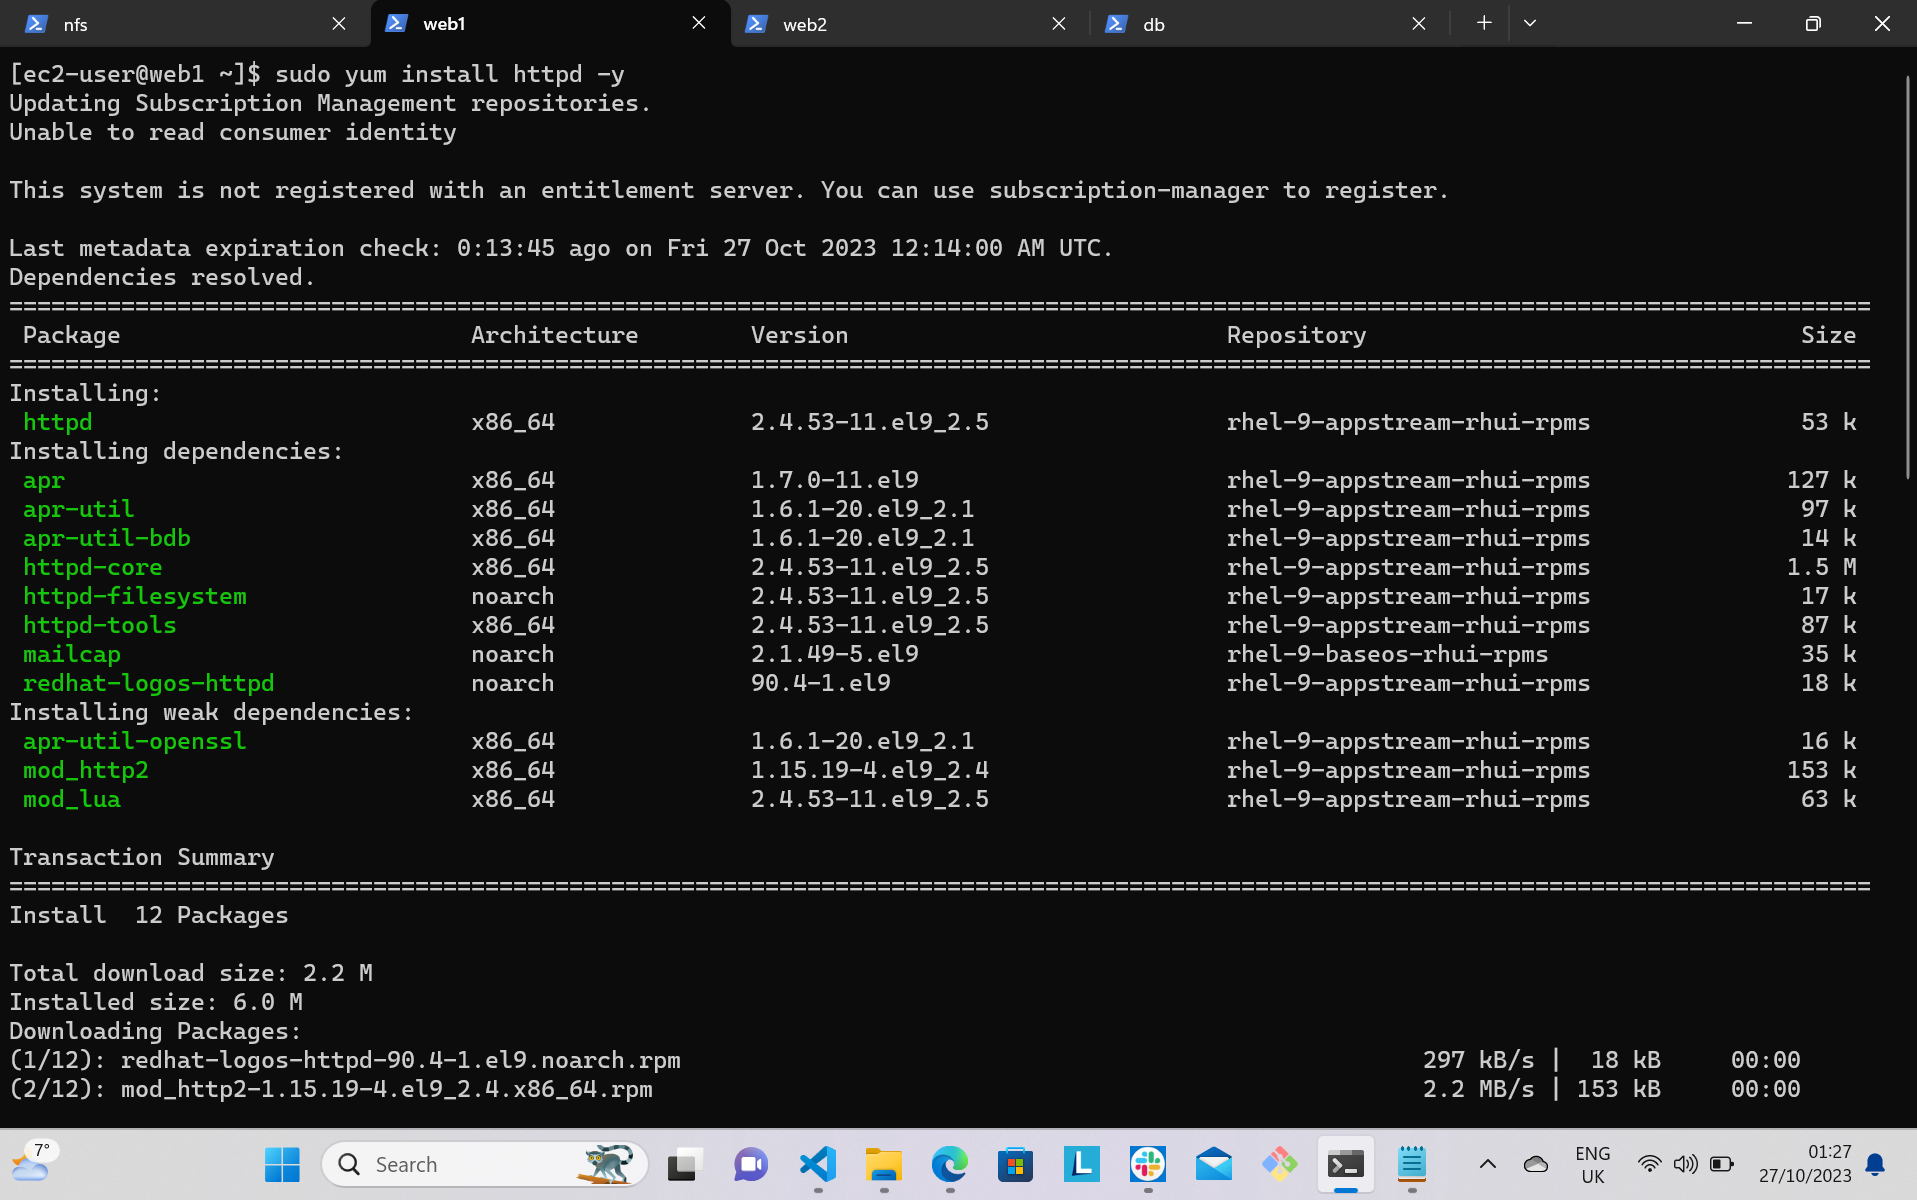 nfs web1 web2 db
[ec2-user@web1 ~]$ sudo yum install httpd -y
Updating Subscription Management repositories.
Unable to read consumer identity
This system is not registered with an entitlement server. You can use subscription-manager to register.
Last metadata expiration check: 0:13:45 ago on Fri 27 Oct 2023 12:14:00 AM UTC.
Dependencies resolved.
=====================================================================================================================================
Package Architecture Version Repository Size
=====================================================================================================================================
Installing:
httpd x86_64 2.4.53-11.el9_2.5 rhel-9-appstream-rhui-rpms 53 k
Installing dependencies:
apr x86_64 1.7.0-11.el9 rhel-9-appstream-rhui-rpms 127 k
apr-util x86_64 1.6.1-20.el9_2.1 rhel-9-appstream-rhui-rpms 97 k
apr-util-bdb x86_64 1.6.1-20.el9_2.1 rhel-9-appstream-rhui-rpms 14 k
httpd-core x86_64 2.4.53-11.el9_2.5 rhel-9-appstream-rhui-rpms 1.5 M
httpd-filesystem noarch 2.4.53-11.el9_2.5 rhel-9-appstream-rhui-rpms 17 k
httpd-tools x86_64 2.4.53-11.el9_2.5 rhel-9-appstream-rhui-rpms 87 k
mailcap noarch 2.1.49-5.el9 rhel-9-baseos-rhui-rpms 35 k
redhat-logos-httpd noarch 90.4-1.el9 rhel-9-appstream-rhui-rpms 18 k
Installing weak dependencies:
apr-util-openssl x86_64 1.6.1-20.el9_2.1 rhel-9-appstream-rhui-rpms 16 k
mod_http2 x86_64 1.15.19-4.el9_2.4 rhel-9-appstream-rhui-rpms 153 k
mod_lua x86_64 2.4.53-11.el9_2.5 rhel-9-appstream-rhui-rpms 63 k
Transaction Summary
=====================================================================================================================================
Install 12 Packages
Total download size: 2.2 M
Installed size: 6.0 M
Downloading Packages:
(1/12): redhat-logos-httpd-90.4-1.el9.noarch.rpm 297 kB/s | 18 kB 00:00
(2/12): mod_http2-1.15.19-4.el9_2.4.x86_64.rpm 2.2 MB/s | 153 kB 00:00
7° Search L ENG 01:27
UK 27/10/2023